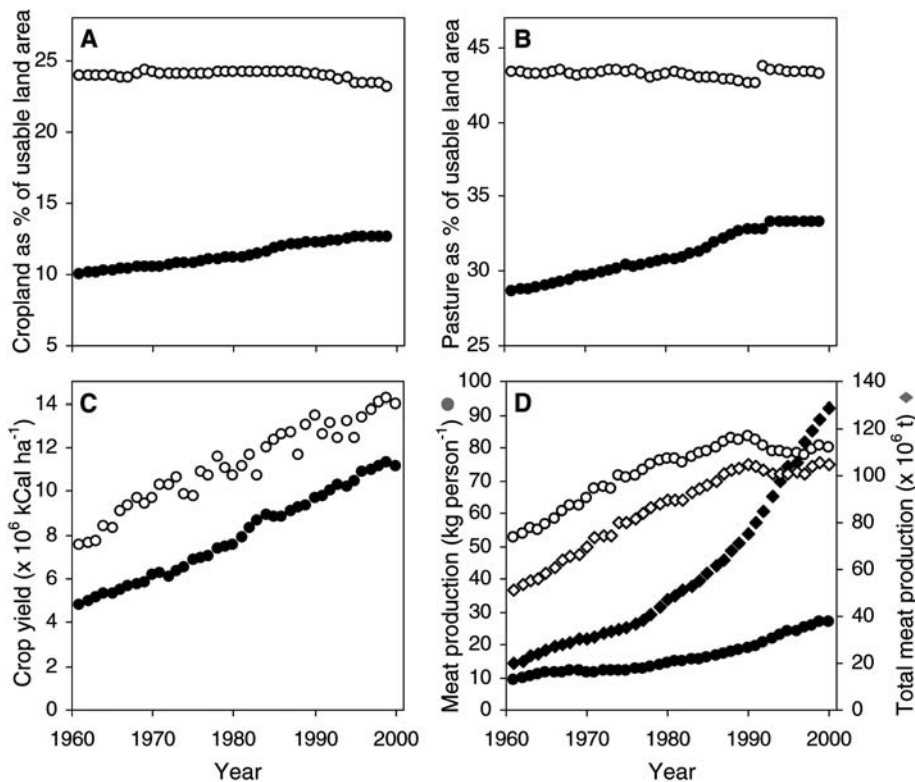 A
Cropland as % of usable land area
25
20
15
10
5
B
Pasture as % of usable land area
45
40
35
30
25
C
Crop yield (x 10⁶ kCal ha⁻¹)
14
12
10
8
6
4
2
0
1960 1970 1980 1990 2000
Year
D
Meat production (kg person⁻¹)
100
90
80
70
60
50
40
30
20
10
0
Total meat production (x 10⁶ t)
140
120
100
80
60
40
20
0
1960 1970 1980 1990 2000
Year